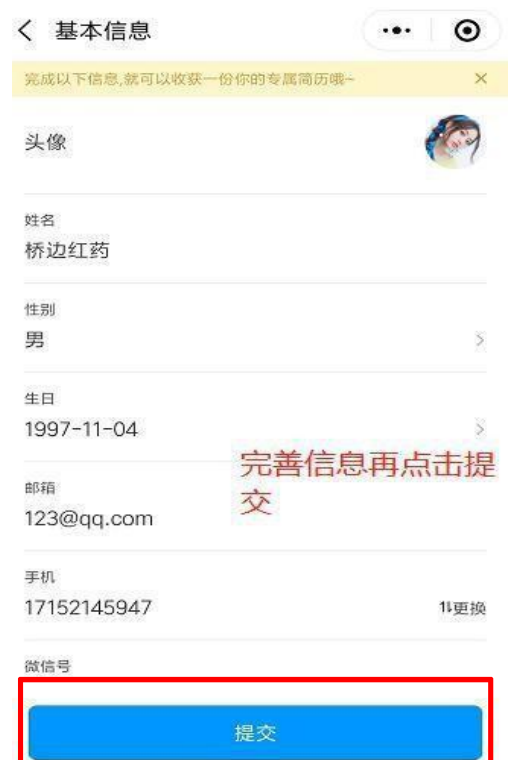 基本信息
完成以下信息,就可以收获一份你的专属简历哦~
头像
姓名
桥边红药
性别
男
生日
1997-11-04
完善信息再点击提
交
邮箱
123@qq.com
手机
17152145947
更换
微信号
提交